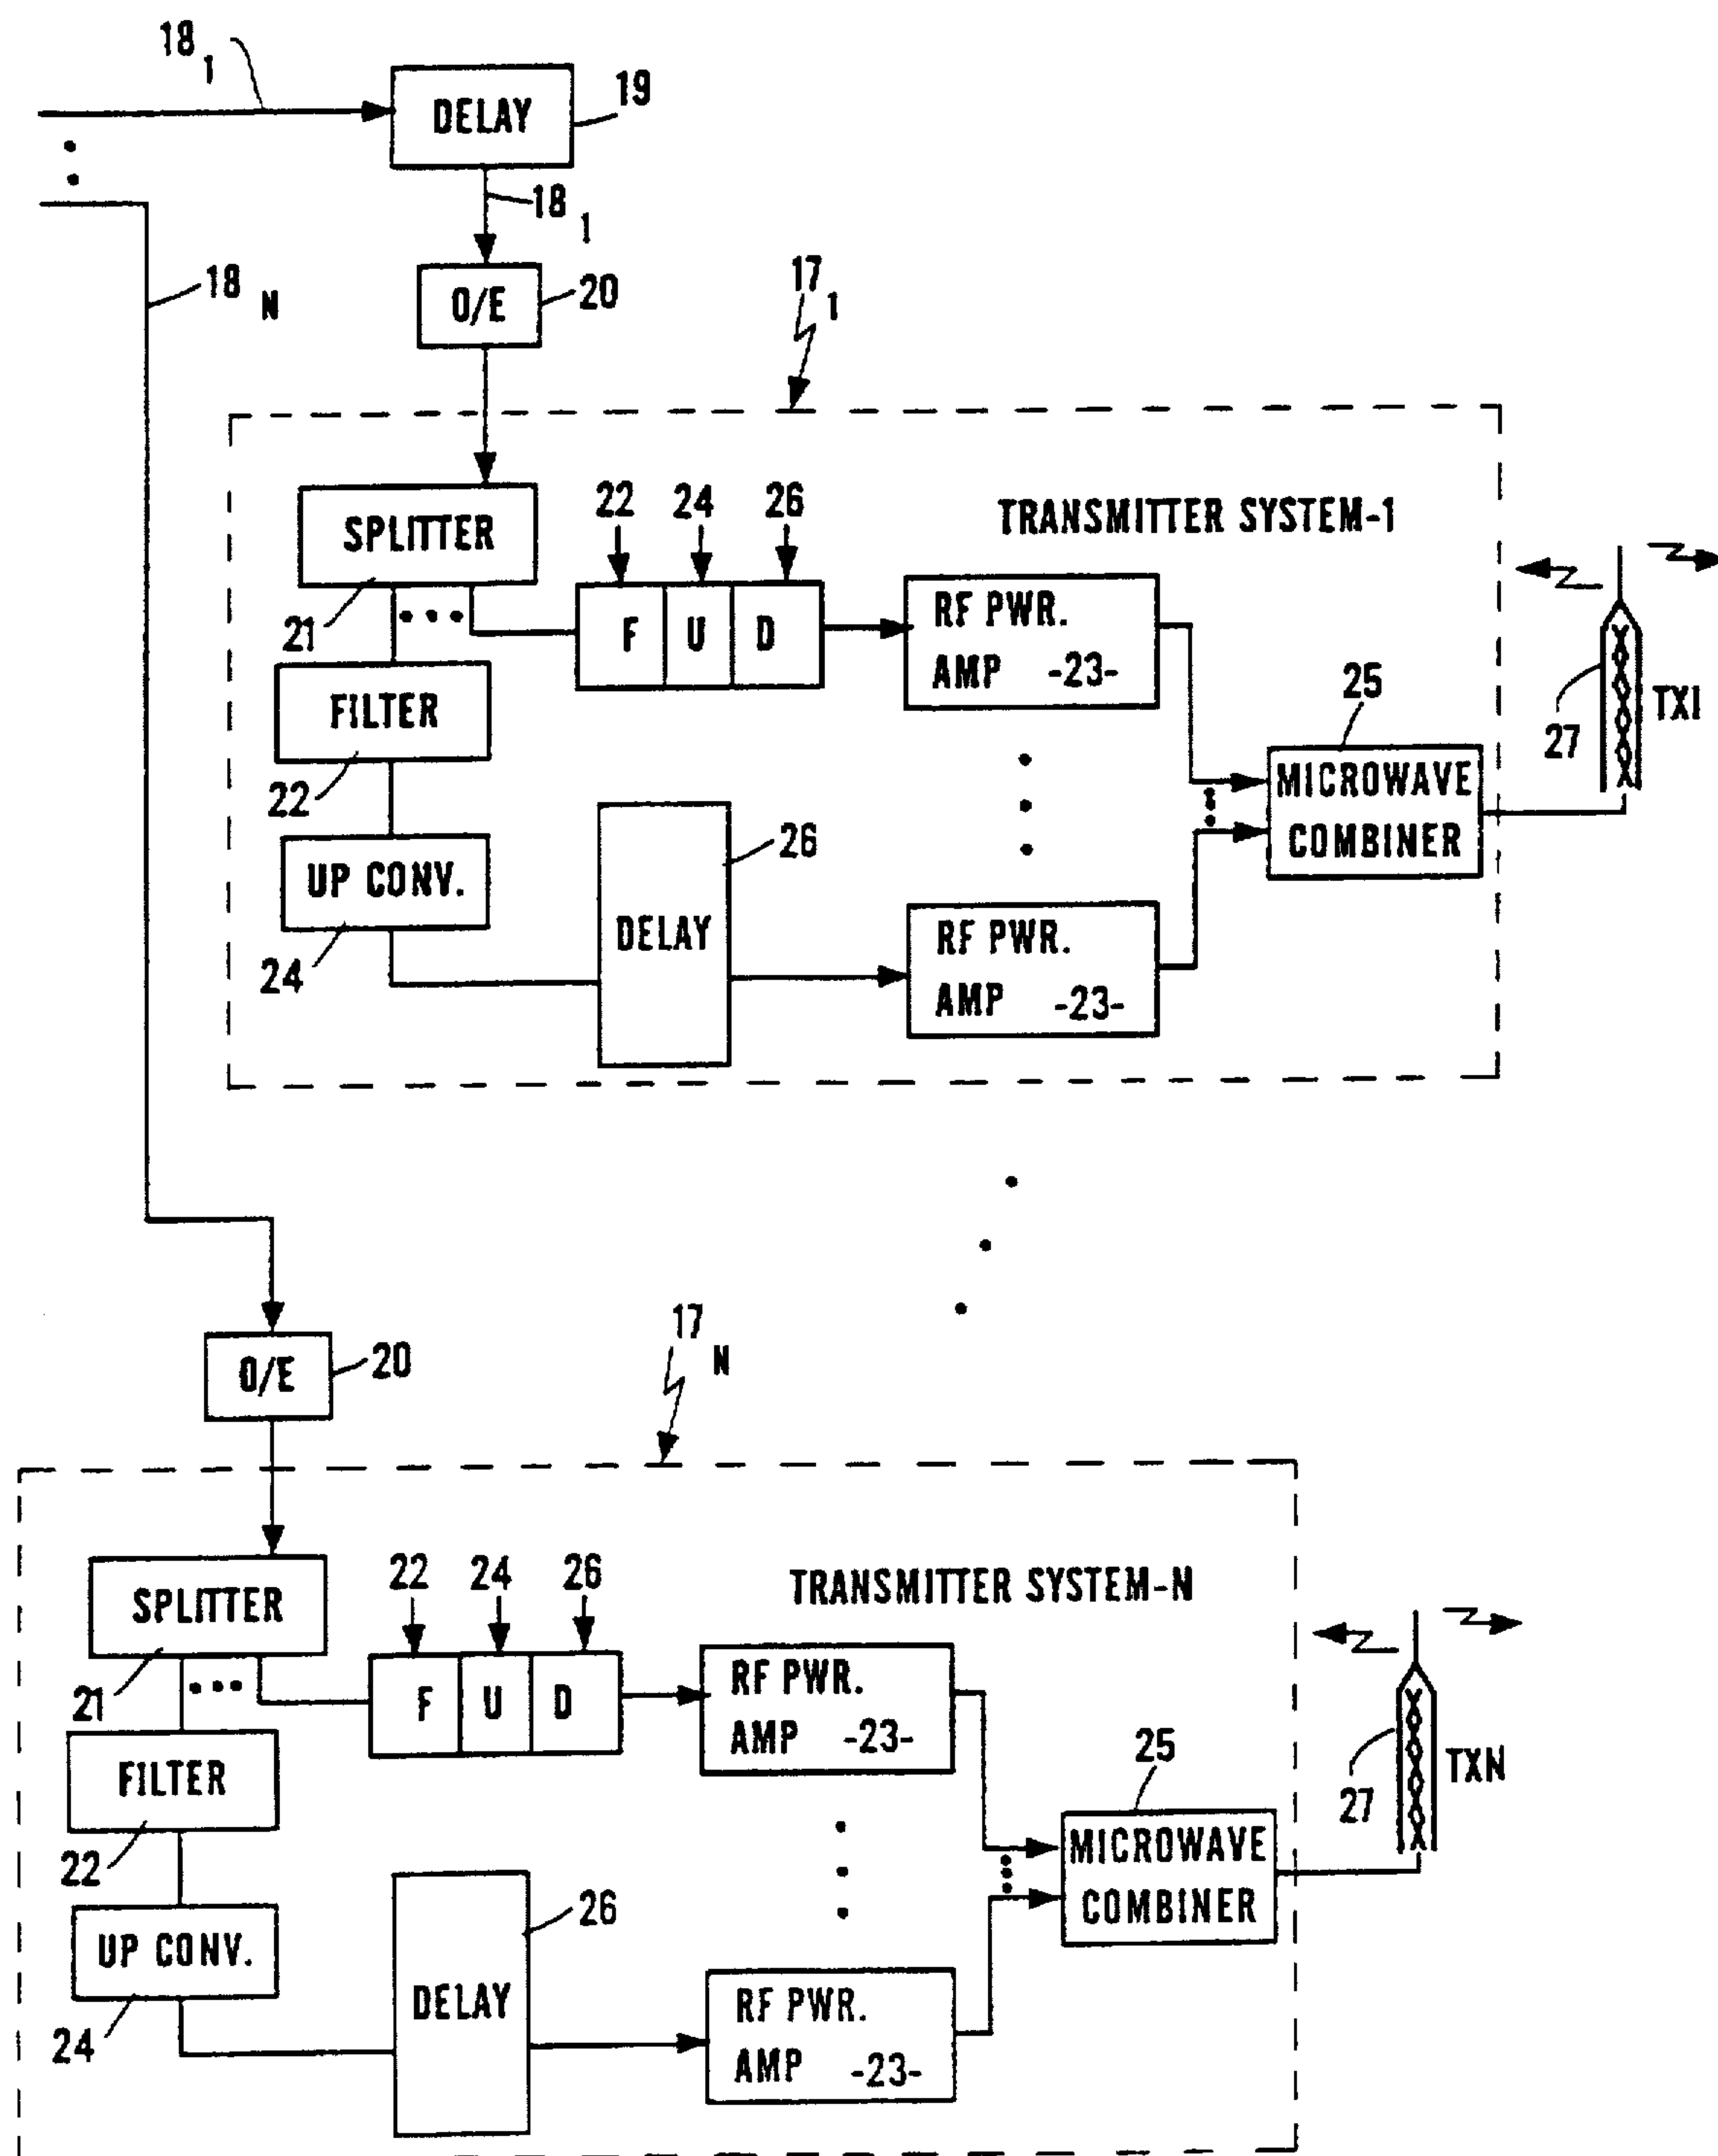 18 1
DELAY
19
18 1
18 N
O/E
20
17 1
SPLITTER
21
22
24
26
TRANSMITTER SYSTEM-1
F U D
RF PWR.
AMP -23-
FILTER
22
25
MICROWAVE
COMBINER
27
TX1
UP CONV.
24
26
DELAY
RF PWR.
AMP -23-
O/E
20
17 N
SPLITTER
21
22
24
26
TRANSMITTER SYSTEM-N
F U D
RF PWR.
AMP -23-
FILTER
22
25
MICROWAVE
COMBINER
27
TXN
UP CONV.
24
26
DELAY
RF PWR.
AMP -23-